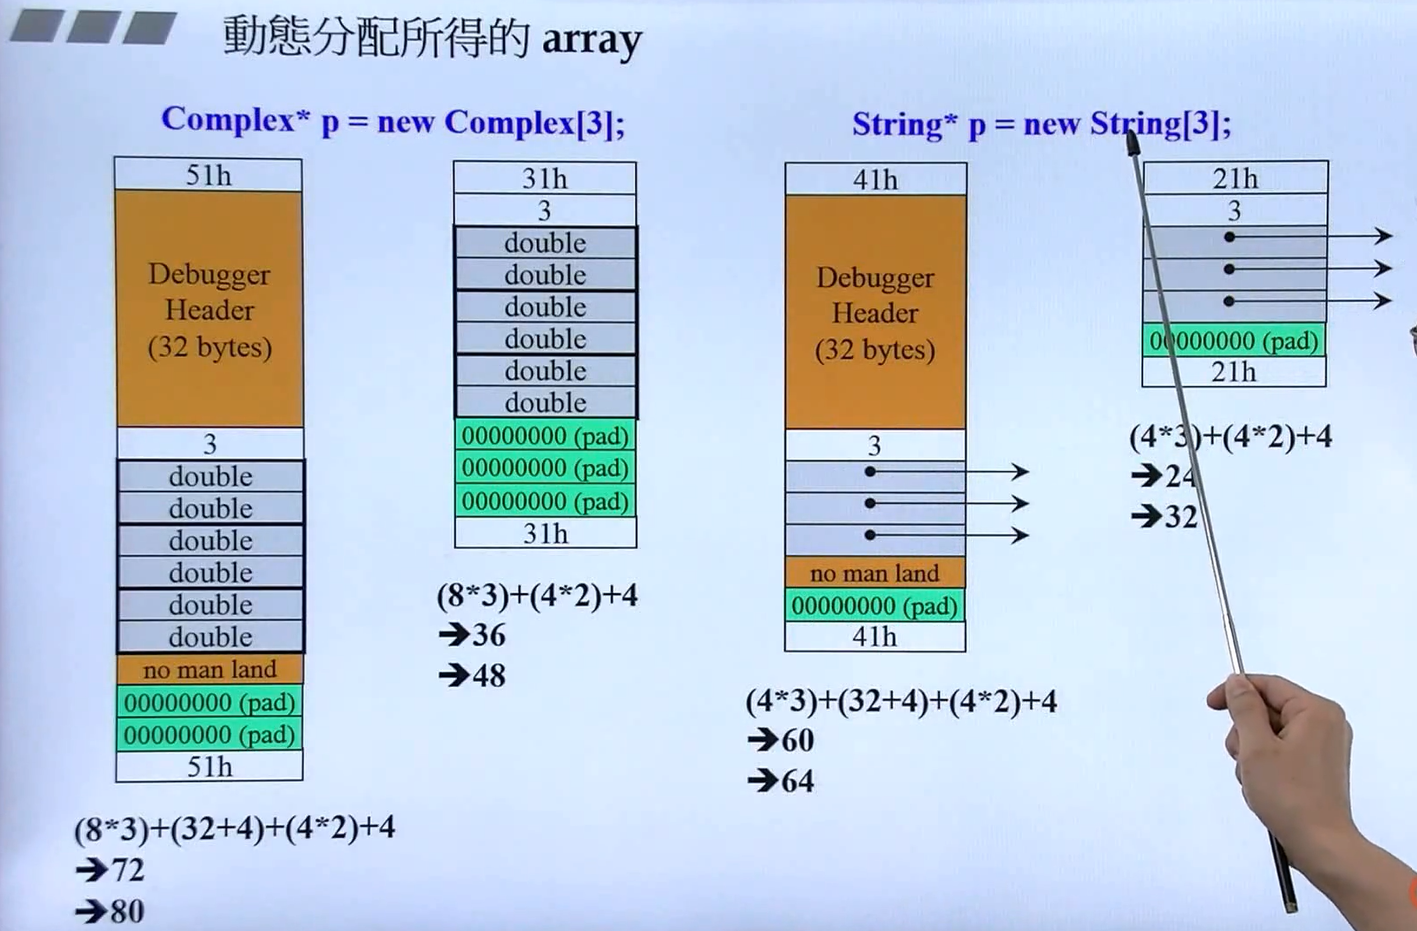 動態分配所得的 array
Complex* p = new Complex[3];
51h
Debugger
Header
(32 bytes)
3
double
double
double
double
double
double
no man land
00000000 (pad)
00000000 (pad)
51h
(8*3)+(32+4)+(4*2)+4
➔72
➔80
31h
3
double
double
double
double
double
double
00000000 (pad)
00000000 (pad)
00000000 (pad)
31h
(8*3)+(4*2)+4
➔36
➔48
String* p = new String[3];
41h
Debugger
Header
(32 bytes)
3
no man land
00000000 (pad)
41h
(4*3)+(32+4)+(4*2)+4
➔60
➔64
21h
3
00000000 (pad)
21h
(4*3)+(4*2)+4
➔24
➔32